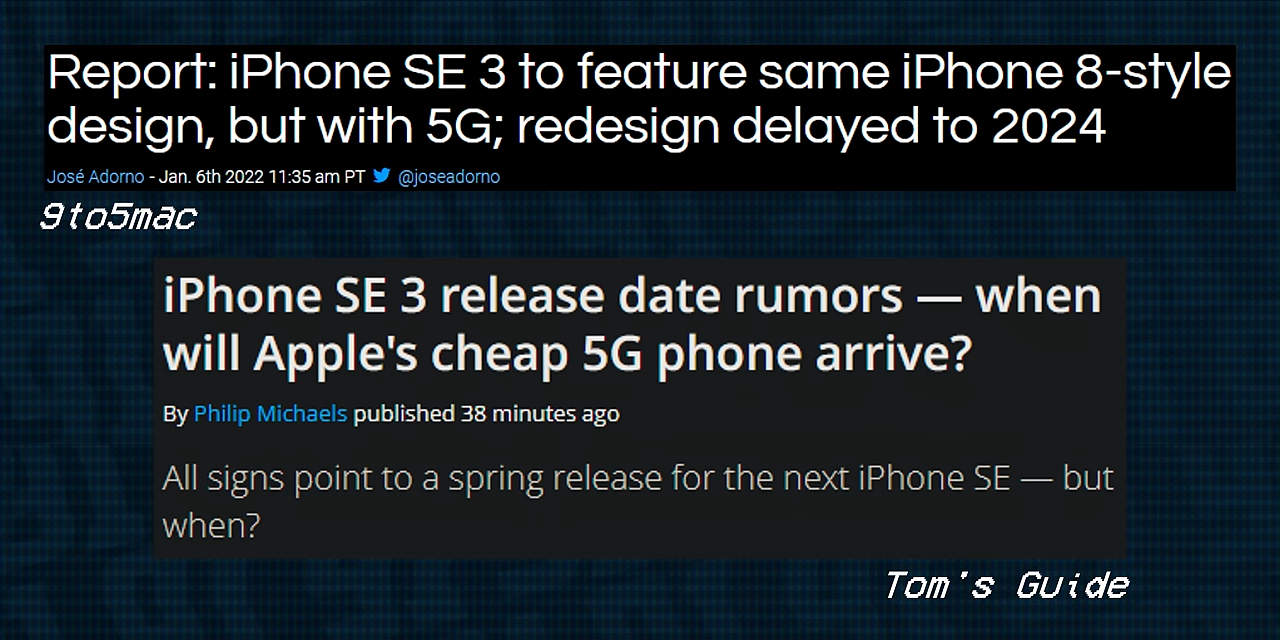 Report: iPhone SE 3 to feature same iPhone 8-style
design, but with 5G; redesign delayed to 2024
José Adorno - Jan. 6th 2022 11:35 am PT @joseadorno
9to5mac
iPhone SE 3 release date rumors — when
will Apple's cheap 5G phone arrive?
By Philip Michaels published 38 minutes ago
All signs point to a spring release for the next iPhone SE — but
when?
Tom's Guide